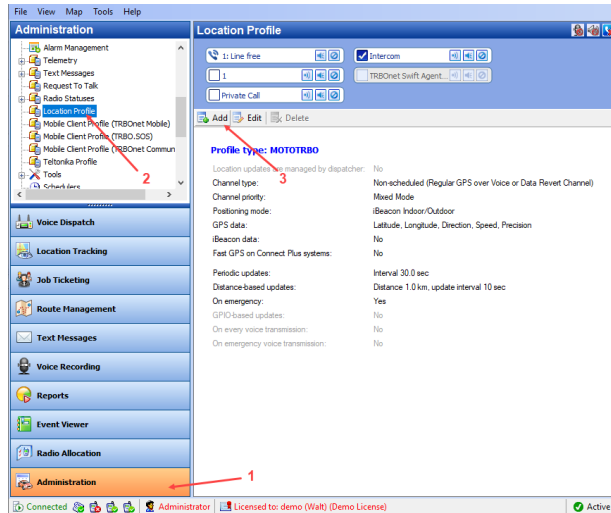 File View Map Tools Help
Administration
Alarm Management
Telemetry
Text Messages
Request To Talk
Radio Statuses
Location Profile
Mobile Client Profile (TRBOnet Mobile)
Mobile Client Profile (TRBO.SOS)
Mobile Client Profile (TRBOnet Commun
Teltonika Profile
Tools
Schedulers
2
Voice Dispatch
Location Tracking
Job Ticketing
Route Management
Text Messages
Voice Recording
Reports
Event Viewer
Radio Allocation
Administration
1
Location Profile
1: Line free
Intercom
1
TRBOnet Swift Agent...
Private Call
Add Edit Delete
3
Profile type: MOTOTRBO
Location updates are managed by dispatcher: No
Channel type: Non-scheduled (Regular GPS over Voice or Data Revert Channel)
Channel priority: Mixed Mode
Positioning mode: iBeacon Indoor/Outdoor
GPS data: Latitude, Longitude, Direction, Speed, Precision
iBeacon data: No
Fast GPS on Connect Plus systems: No
Periodic updates: Interval 30.0 sec
Distance-based updates: Distance 1.0 km, update interval 10 sec
On emergency: Yes
GPIO-based updates: No
On every voice transmission: No
On emergency voice transmission: No
Connected Administrator Licensed to: demo (Walt) (Demo License) Active